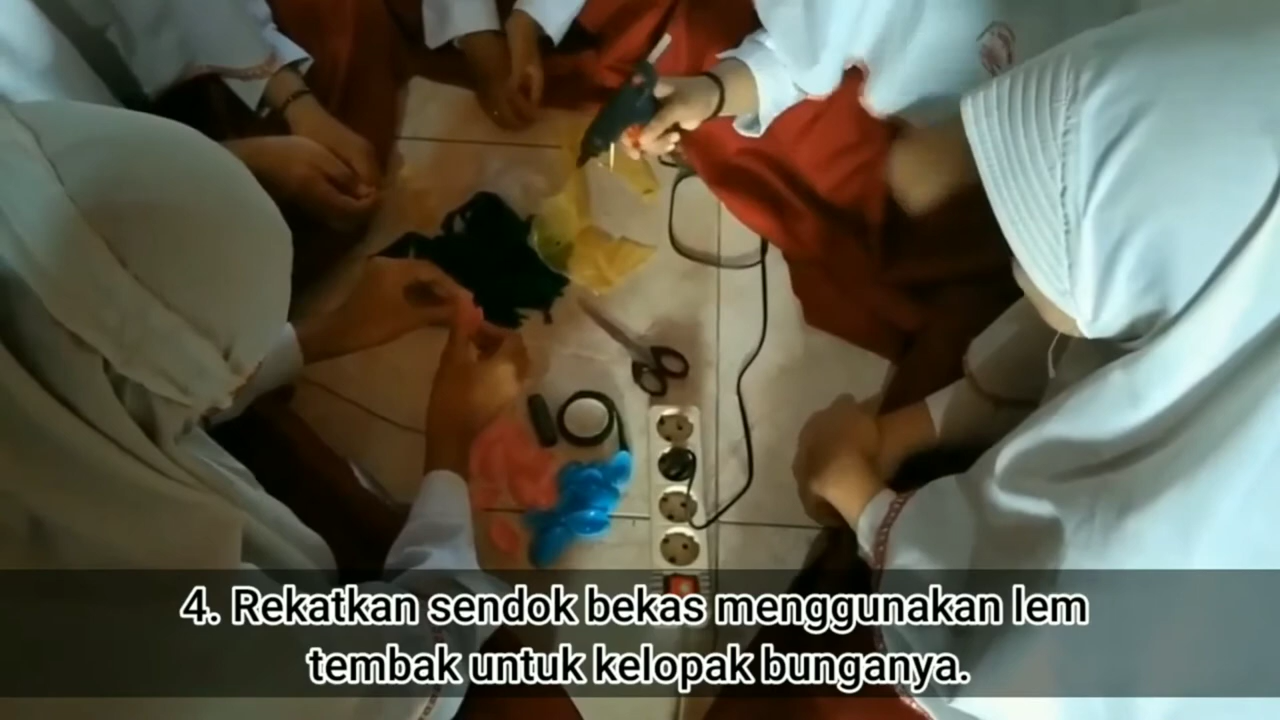 4. Rekatkan sendok bekas menggunakan lem
tembak untuk kelopak bunganya.